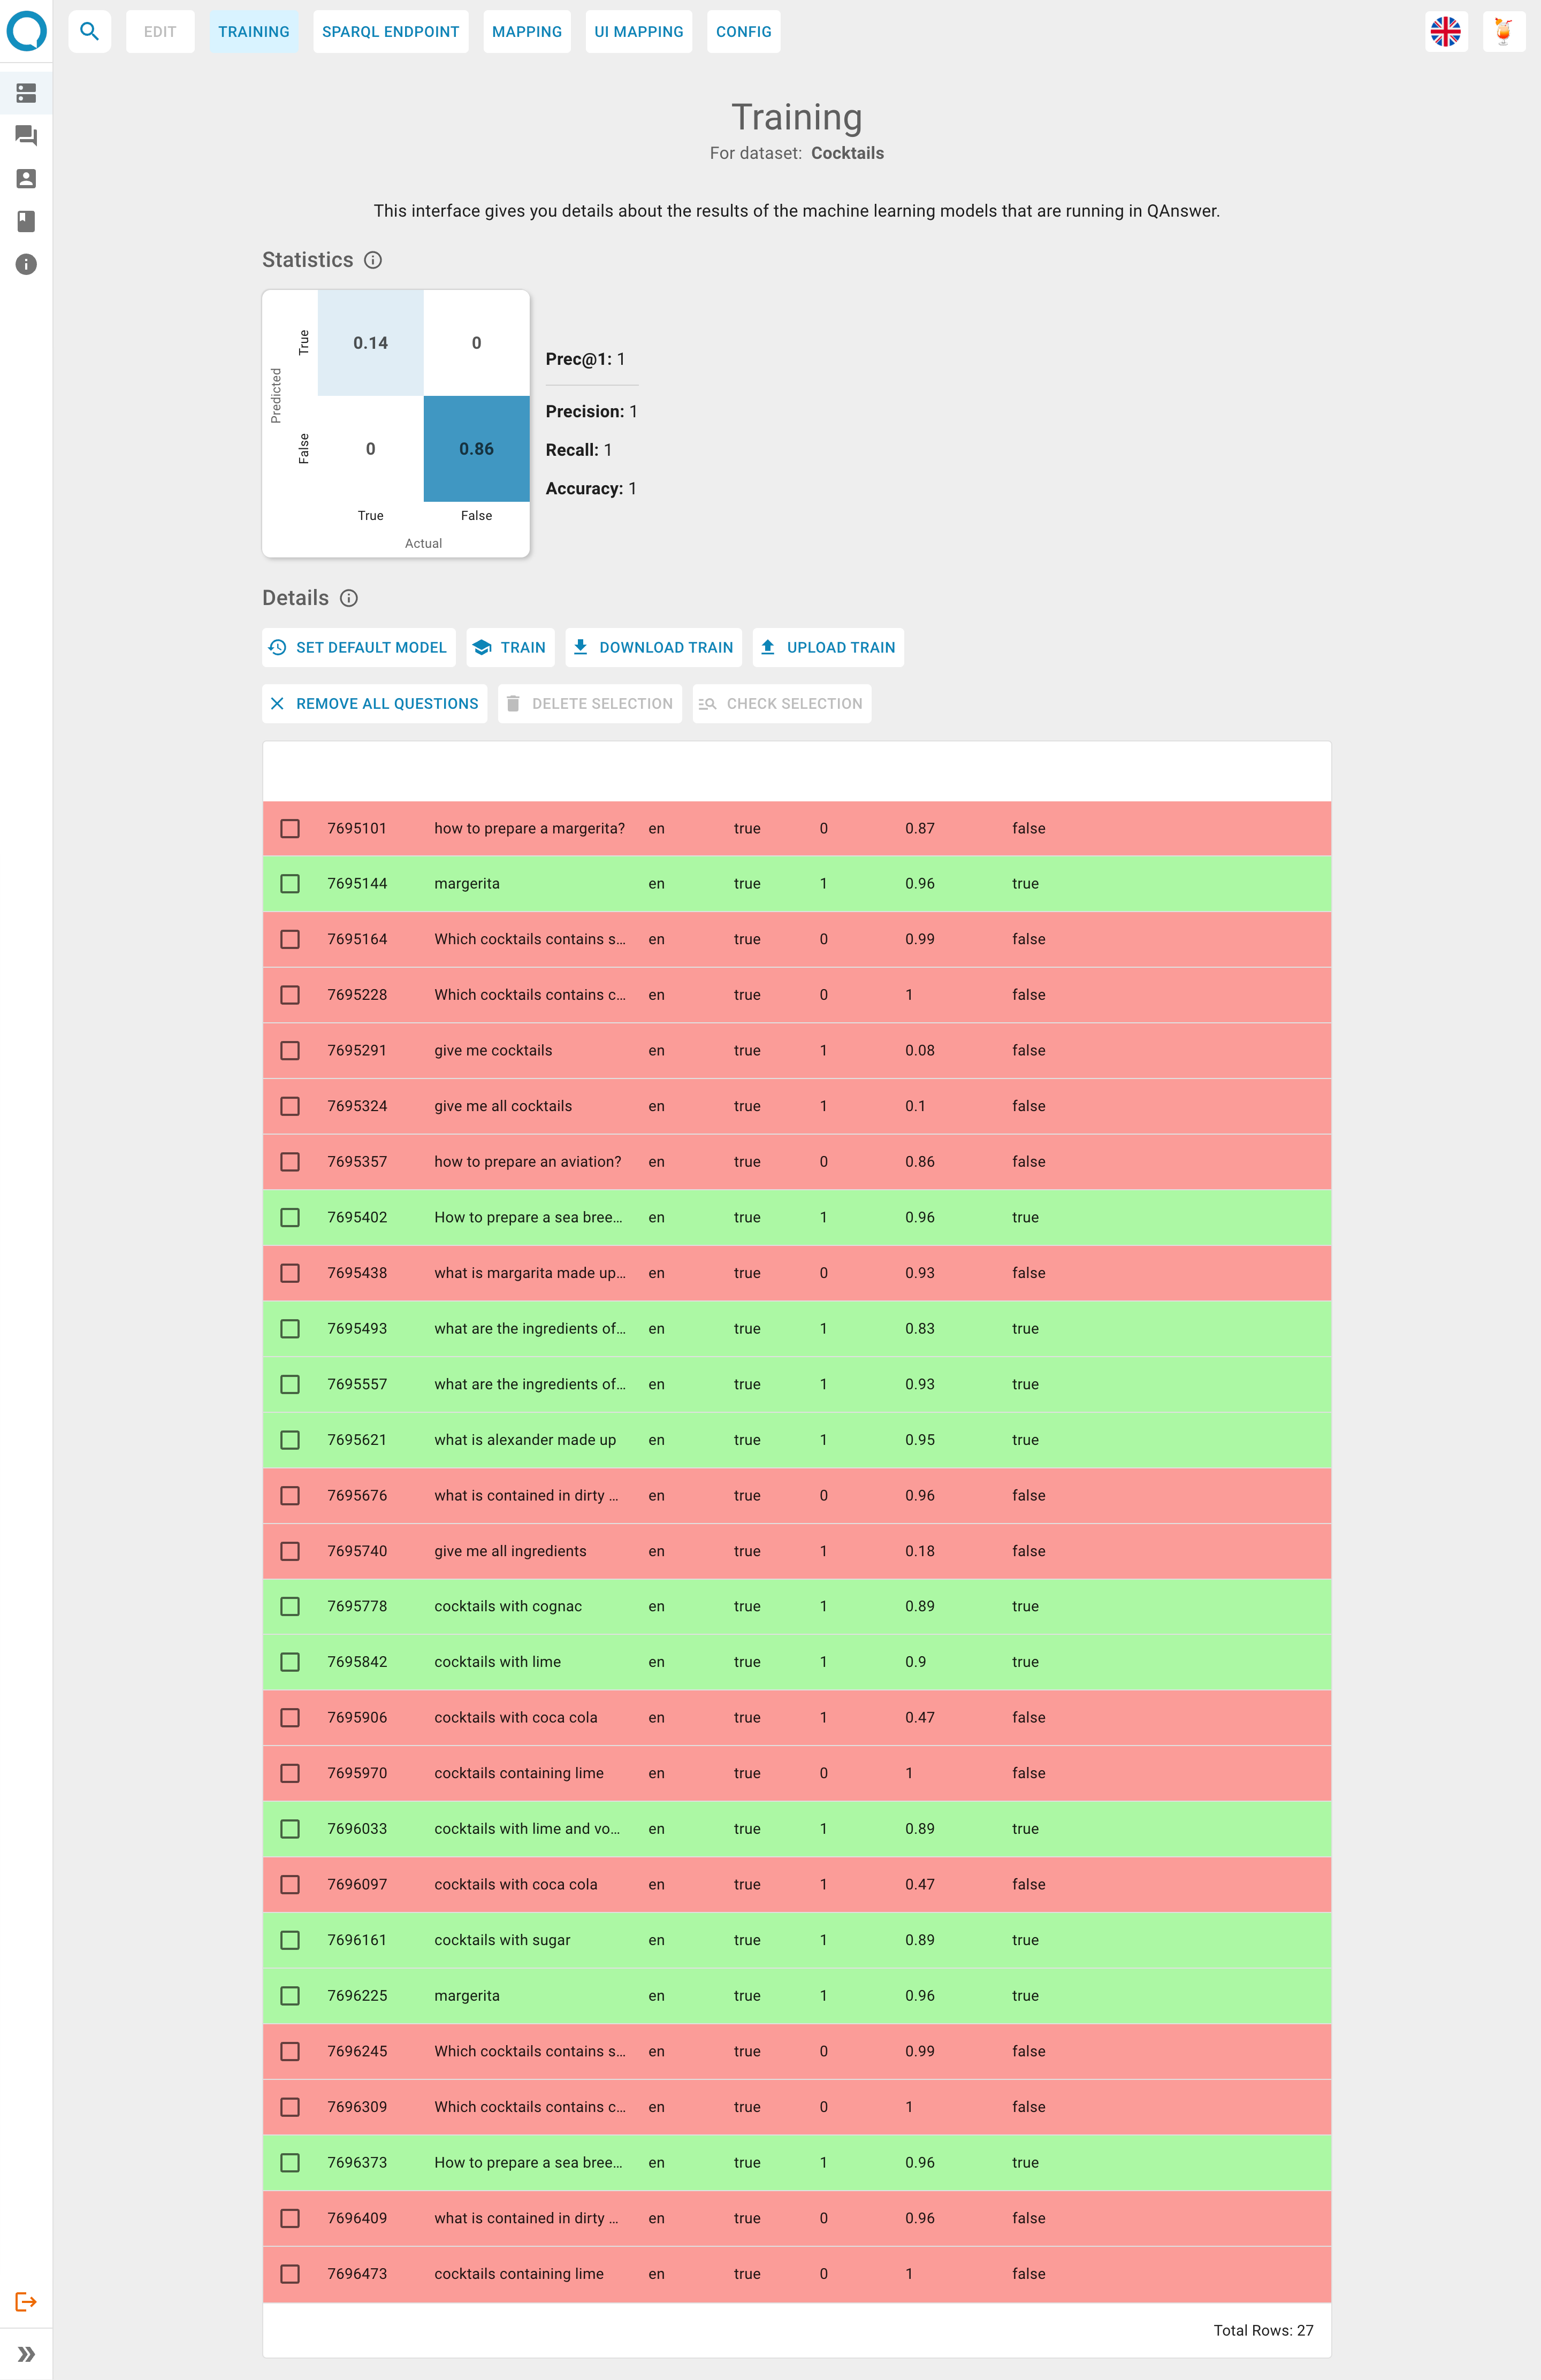 EDIT TRAINING SPARQL ENDPOINT MAPPING UI MAPPING CONFIG
Training
For dataset: Cocktails
This interface gives you details about the results of the machine learning models that are running in QAnswer.
Statistics
Predicted
True
0.14 0
False
0 0.86
True False
Actual
Prec@1: 1
Precision: 1
Recall: 1
Accuracy: 1
Details
SET DEFAULT MODEL TRAIN DOWNLOAD TRAIN UPLOAD TRAIN
REMOVE ALL QUESTIONS DELETE SELECTION CHECK SELECTION
7695101 how to prepare a margerita? en true 0 0.87 false
7695144 margerita en true 1 0.96 true
7695164 Which cocktails contains s... en true 0 0.99 false
7695228 Which cocktails contains c... en true 0 1 false
7695291 give me cocktails en true 1 0.08 false
7695324 give me all cocktails en true 1 0.1 false
7695357 how to prepare an aviation? en true 0 0.86 false
7695402 How to prepare a sea bree... en true 1 0.96 true
7695438 what is margarita made up... en true 0 0.93 false
7695493 what are the ingredients of... en true 1 0.83 true
7695557 what are the ingredients of... en true 1 0.93 true
7695621 what is alexander made up en true 1 0.95 true
7695676 what is contained in dirty ... en true 0 0.96 false
7695740 give me all ingredients en true 1 0.18 false
7695778 cocktails with cognac en true 1 0.89 true
7695842 cocktails with lime en true 1 0.9 true
7695906 cocktails with coca cola en true 1 0.47 false
7695970 cocktails containing lime en true 0 1 false
7696033 cocktails with lime and vo... en true 1 0.89 true
7696097 cocktails with coca cola en true 1 0.47 false
7696161 cocktails with sugar en true 1 0.89 true
7696225 margerita en true 1 0.96 true
7696245 Which cocktails contains s... en true 0 0.99 false
7696309 Which cocktails contains c... en true 0 1 false
7696373 How to prepare a sea bree... en true 1 0.96 true
7696409 what is contained in dirty ... en true 0 0.96 false
7696473 cocktails containing lime en true 0 1 false
Total Rows: 27